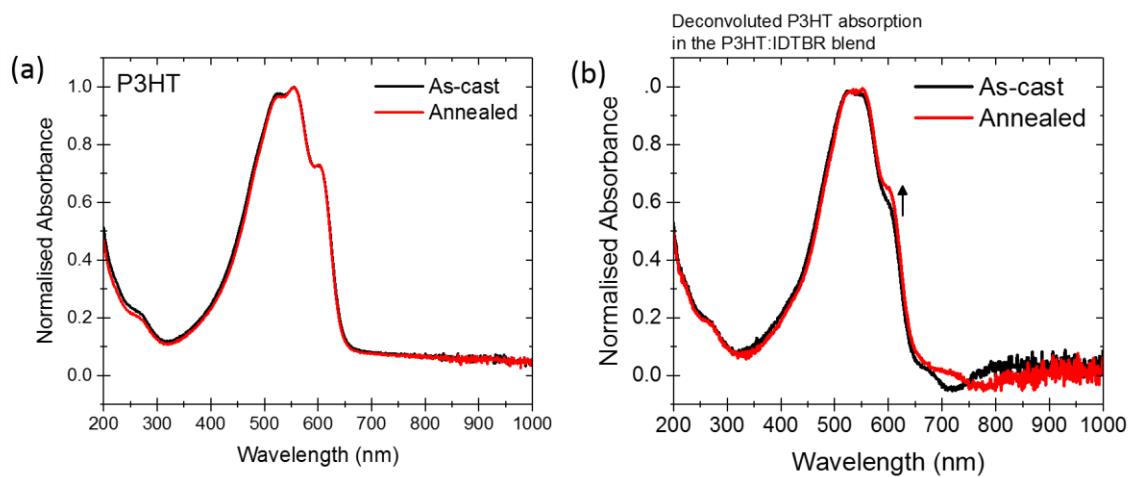 Deconvoluted P3HT absorption
in the P3HT:IDTBR blend
(a)
P3HT
As-cast
Annealed
1.0
0.8
0.6
0.4
0.2
0.0
Normalised Absorbance
200 300 400 500 600 700 800 900 1000
Wavelength (nm)
(b)
As-cast
Annealed
.0
0.8
0.6
0.4
0.2
0.0
Normalised Absorbance
200 300 400 500 600 700 800 900 1000
Wavelength (nm)